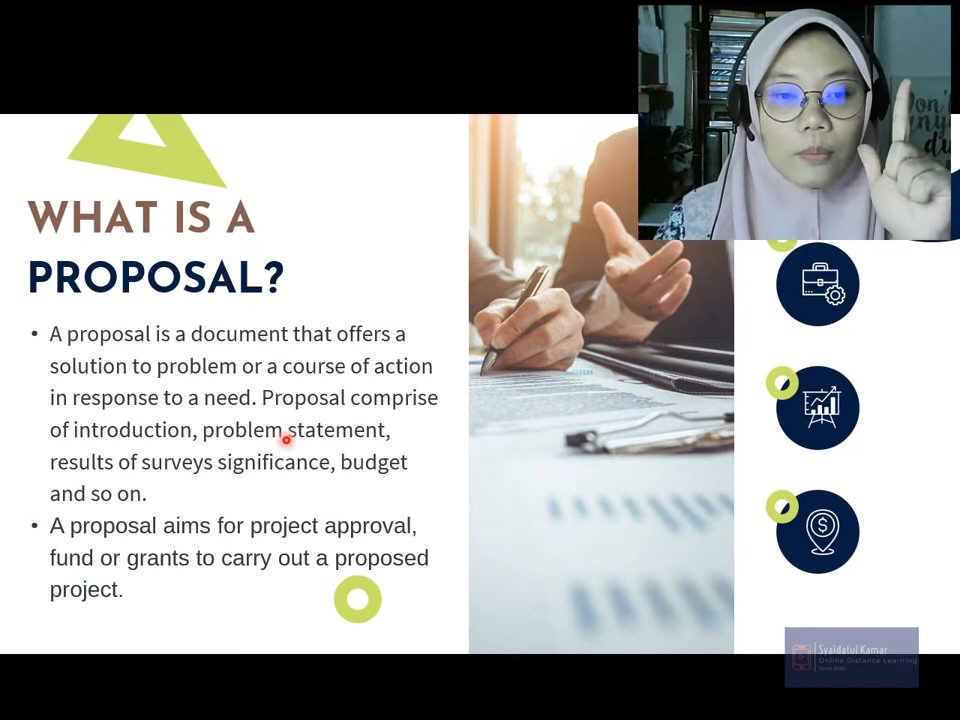 WHAT IS A
PROPOSAL?
• A proposal is a document that offers a
solution to problem or a course of action
in response to a need. Proposal comprise
of introduction, problem statement,
results of surveys significance, budget
and so on.
• A proposal aims for project approval,
fund or grants to carry out a proposed
project.
Syaidatul Kamar
Online Distance Learning
Since 2020